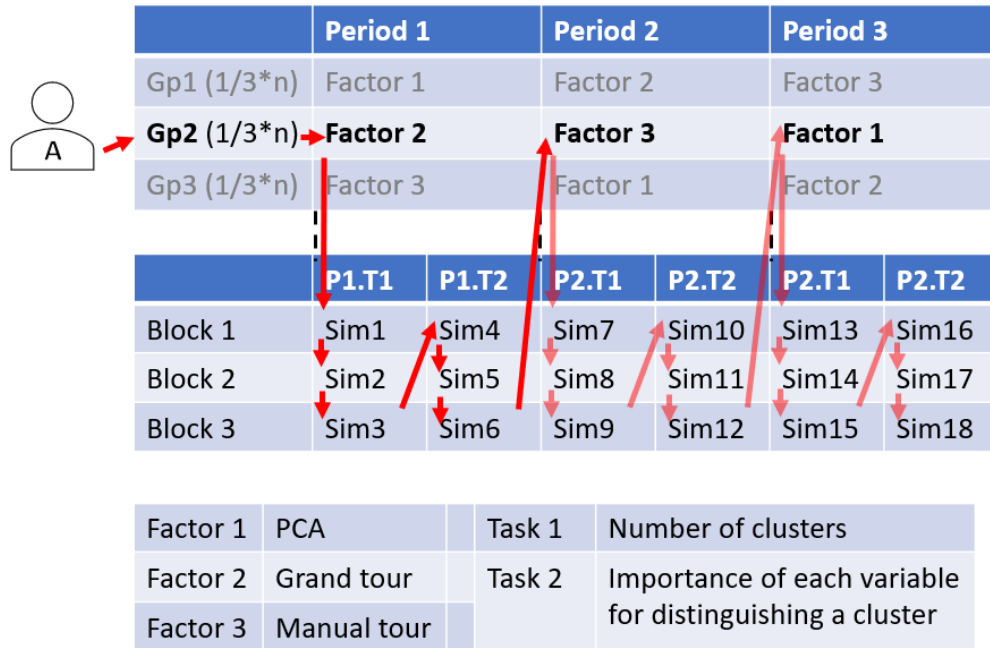 Period 1 Period 2 Period 3
Gp1 (1/3*n) Factor 1 Factor 2 Factor 3
A Gp2 (1/3*n) Factor 2 Factor 3 Factor 1
Gp3 (1/3*n) Factor 3 Factor 1 Factor 2
P1.T1 P1.T2 P2.T1 P2.T2 P2.T1 P2.T2
Block 1 Sim1 Sim4 Sim7 Sim10 Sim13 Sim16
Block 2 Sim2 Sim5 Sim8 Sim11 Sim14 Sim17
Block 3 Sim3 Sim6 Sim9 Sim12 Sim15 Sim18
Factor 1 PCA Task 1 Number of clusters
Factor 2 Grand tour Task 2 Importance of each variable
for distinguishing a cluster
Factor 3 Manual tour